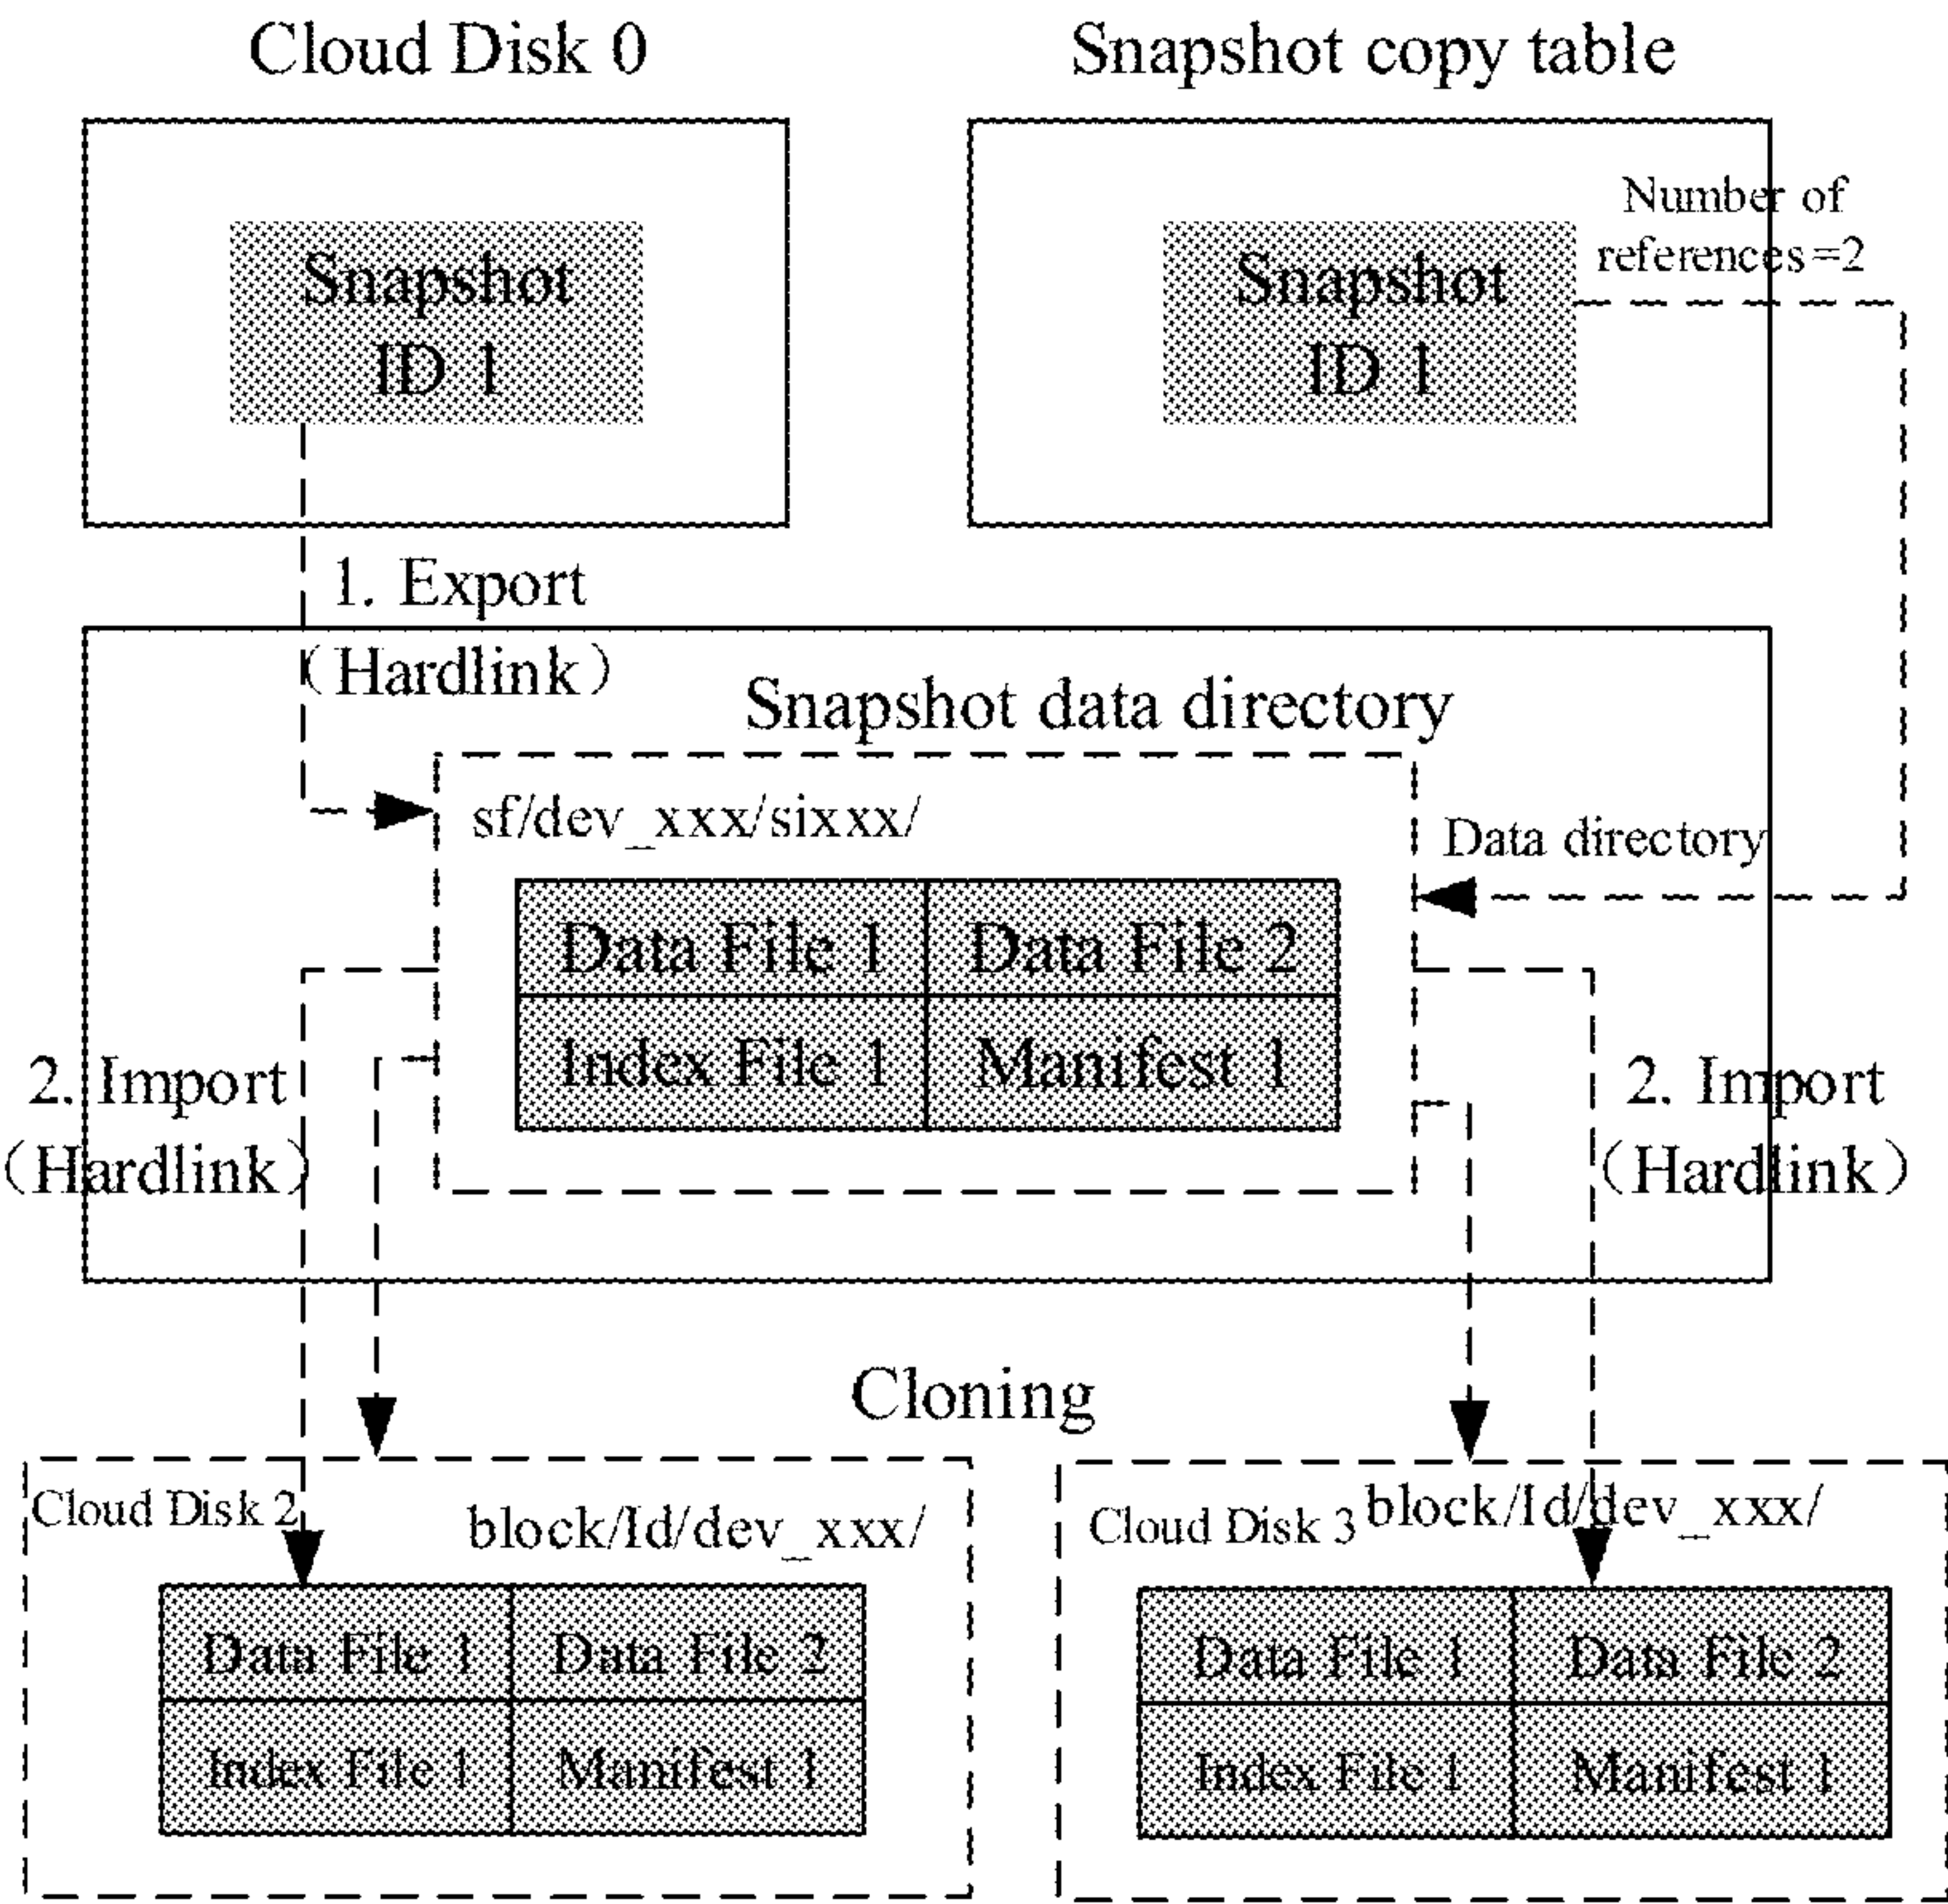 Cloud Disk 0
Snapshot copy table
Snapshot
ID 1
Snapshot
ID 1
Number of
references=2
1. Export
(Hardlink)
Snapshot data directory
sf/dev_xxx/sixxx/
Data directory
Data File 1
Data File 2
Index File 1
Manifest 1
2. Import
(Hardlink)
2. Import
(Hardlink)
Cloning
Cloud Disk 2
block/Id/dev_xxx/
Data File 1
Data File 2
Index File 1
Manifest 1
Cloud Disk 3
block/Id/dev_xxx/
Data File 1
Data File 2
Index File 1
Manifest 1